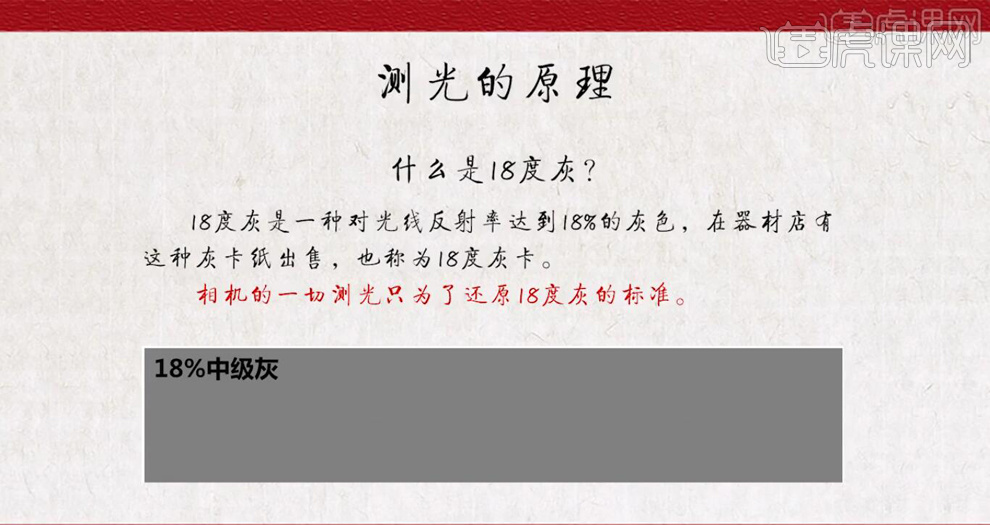 虎课网
测光的原理
什么是18度灰？
18度灰是一种对光线反射率达到18%的灰色，在器材店有
这种灰卡纸出售，也称为18度灰卡。
相机的一切测光只为了还原18度灰的标准。
18%中级灰